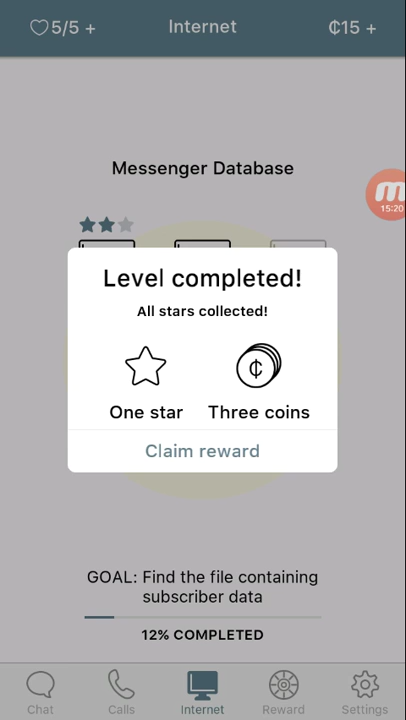 5/5 +
Internet
₵15 +
Messenger Database
15:20
Level completed!
All stars collected!
One star
Three coins
Claim reward
GOAL: Find the file containing
subscriber data
12% COMPLETED
Chat
Calls
Internet
Reward
Settings